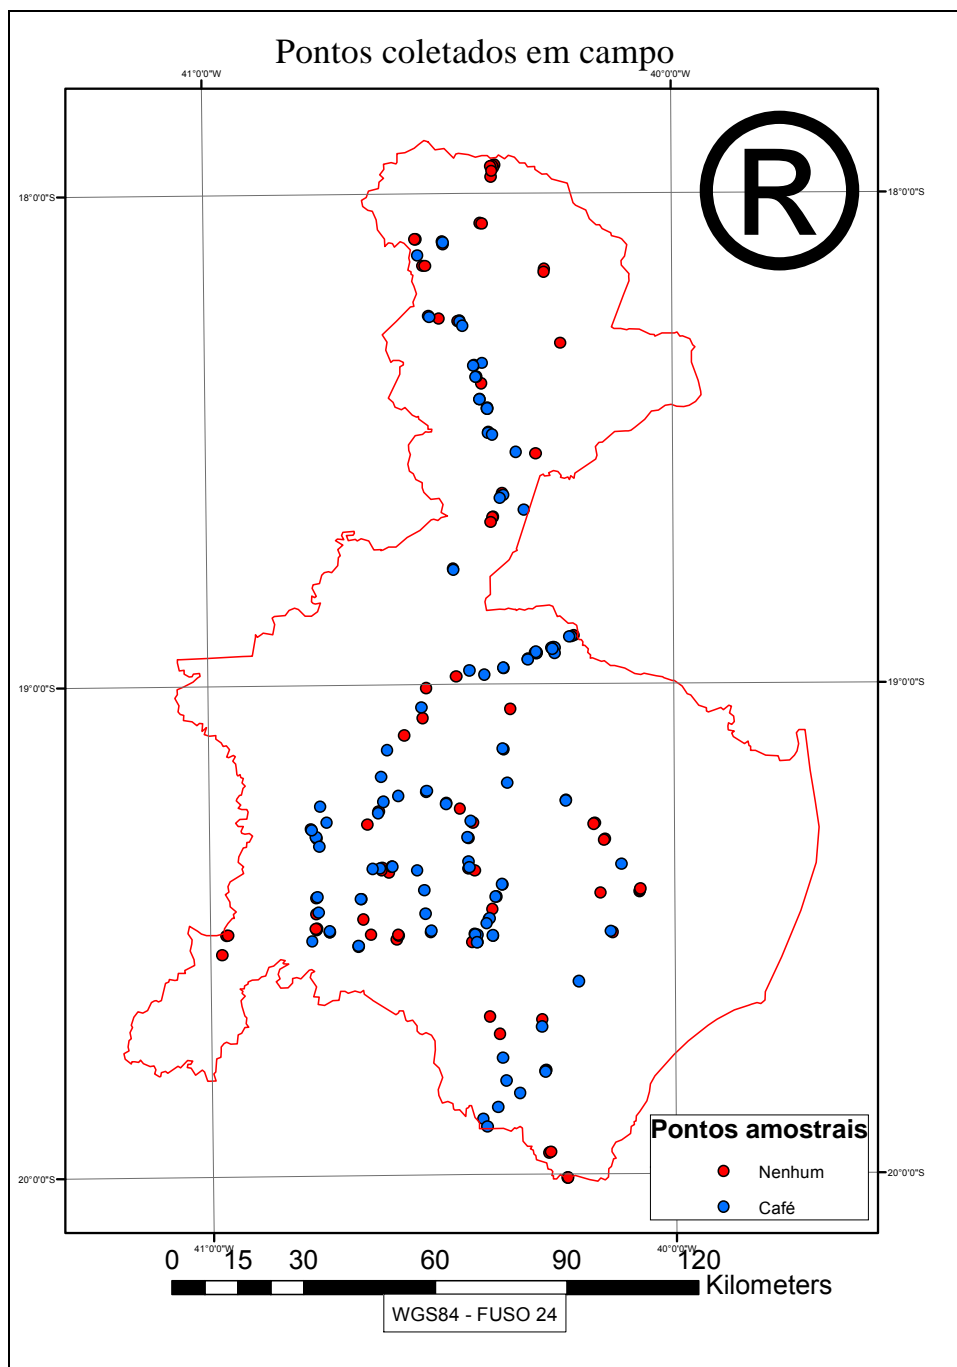 Pontos coletados em campo
41°0'0"W 40°0'0"W
R
18°0'0"S 18°0'0"S
19°0'0"S 19°0'0"S
Pontos amostrais
Nenhum
Café
20°0'0"S 20°0'0"S
41°0'0"W 40°0'0"W
0 15 30 60 90 120
Kilometers
WGS84 - FUSO 24